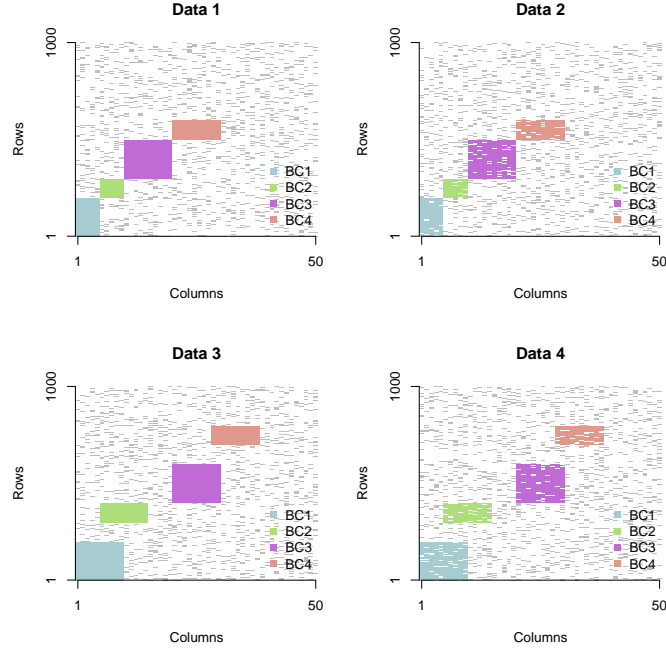 Data 1
1000
Rows
1
BC1
BC2
BC3
BC4
1
50
Columns
Data 2
1000
Rows
1
BC1
BC2
BC3
BC4
1
50
Columns
Data 3
1000
Rows
1
BC1
BC2
BC3
BC4
1
50
Columns
Data 4
1000
Rows
1
BC1
BC2
BC3
BC4
1
50
Columns